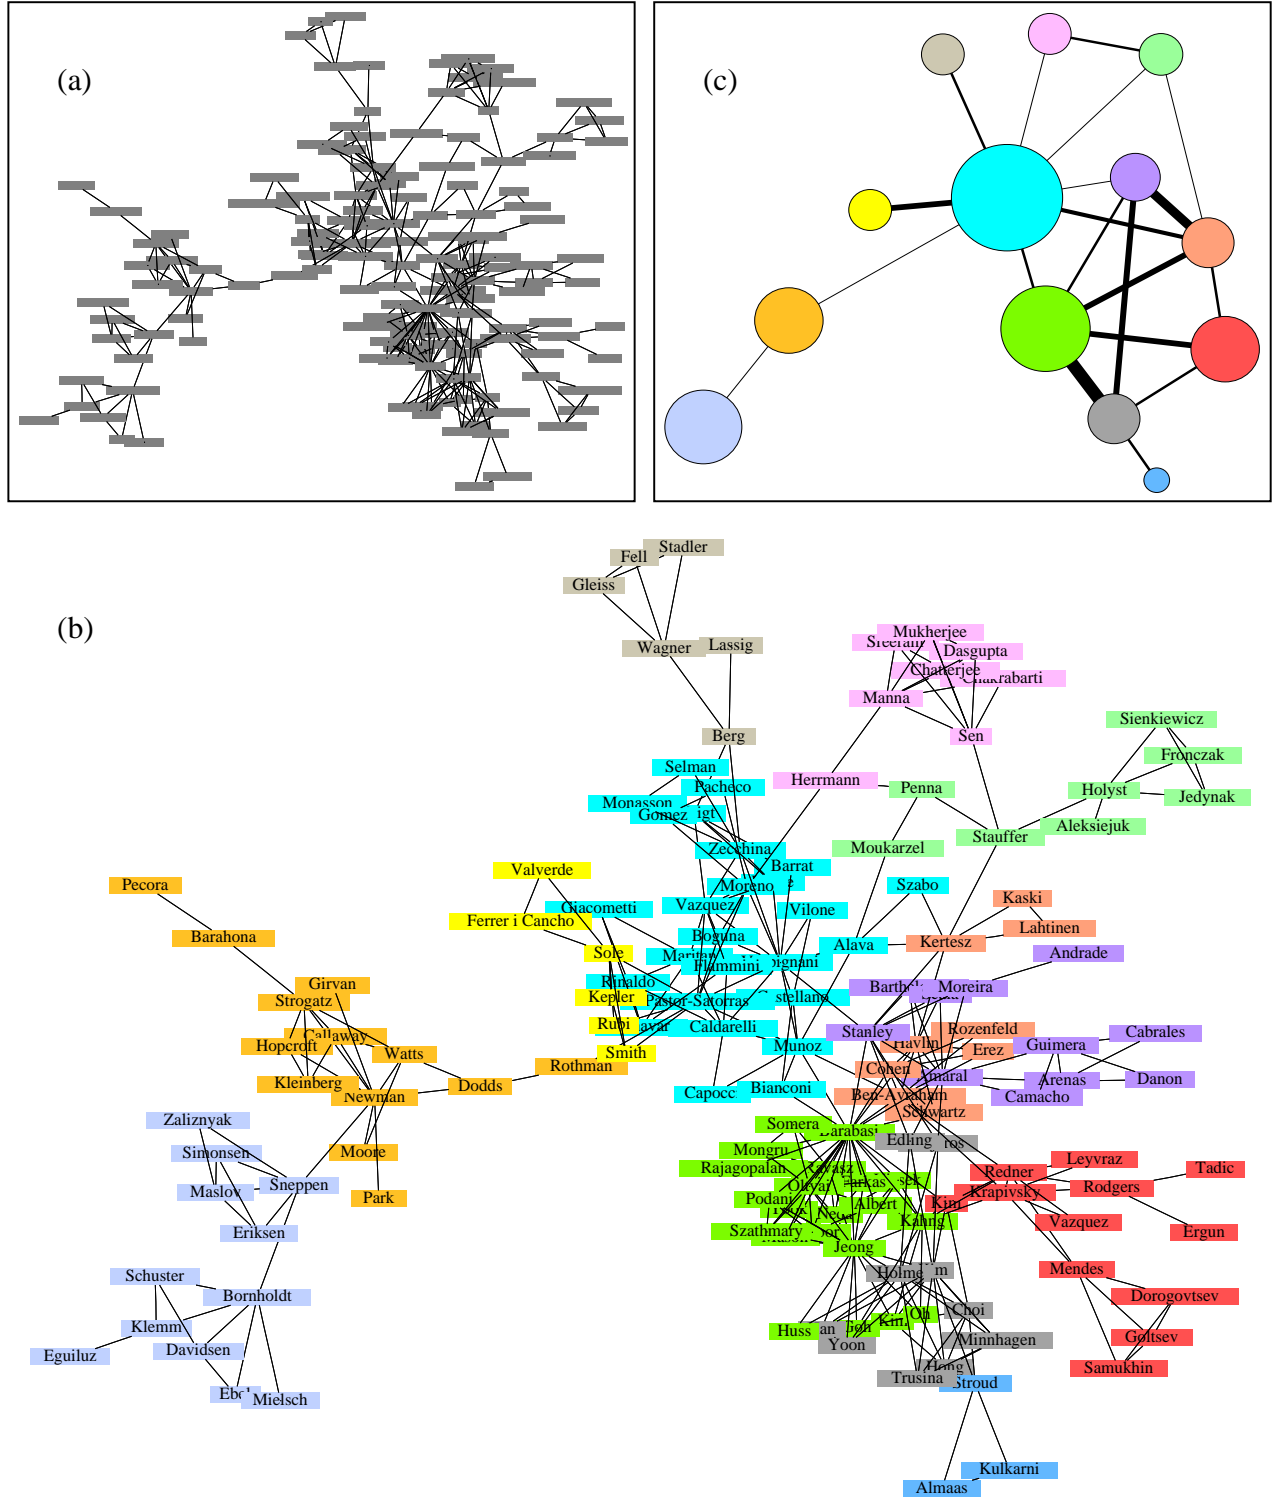 (a)
(c)
(b)
Stadler
Fell
Gleiss
Wagner
Lassig
Berg
Mukherjee
Dasgupta
Chatterjee
Manna
Sen
Herrmann
Penna
Sienkiewicz
Fronczak
Holyst
Jedynak
Aleksiejuk
Stauffer
Moukarzel
Selman
Pacheco
Monasson
Gomez
Zecchina
Barrat
Moreno
Szabo
Vazquez
Vilone
Giacometti
Boguna
Alava
Flammini
Rinaldo
Pastor-Satorras
Caldarelli
Munoz
Bianconi
Valverde
Ferrer i Cancho
Sole
Kepler
Rubi
Smith
Kaski
Lahtinen
Kertesz
Andrade
Moreira
Stanley
Rozenfeld
Havlin
Erez
Cohen
Ben-Avraham
Schwartz
Guimera
Cabrales
Arenas
Danon
Camacho
Pecora
Barahona
Girvan
Strogatz
Callaway
Hopcroft
Watts
Kleinberg
Newman
Dodds
Rothman
Moore
Park
Zaliznyak
Simonsen
Maslov
Sneppen
Eriksen
Schuster
Bornholdt
Klemm
Eguiluz
Davidsen
Mielsch
Somera
Barabasi
Edling
Mongru
Rajagopalan
Podani
Albert
Szathmary
Kahng
Jeong
Holme
Huss
Oh
Choi
Yoon
Minnhagen
Hong
Trusina
Stroud
Kulkarni
Almaas
Redner
Leyvraz
Tadic
Krapivsky
Rodgers
Kim
Vazquez
Ergun
Mendes
Dorogovtsev
Goltsev
Samukhin